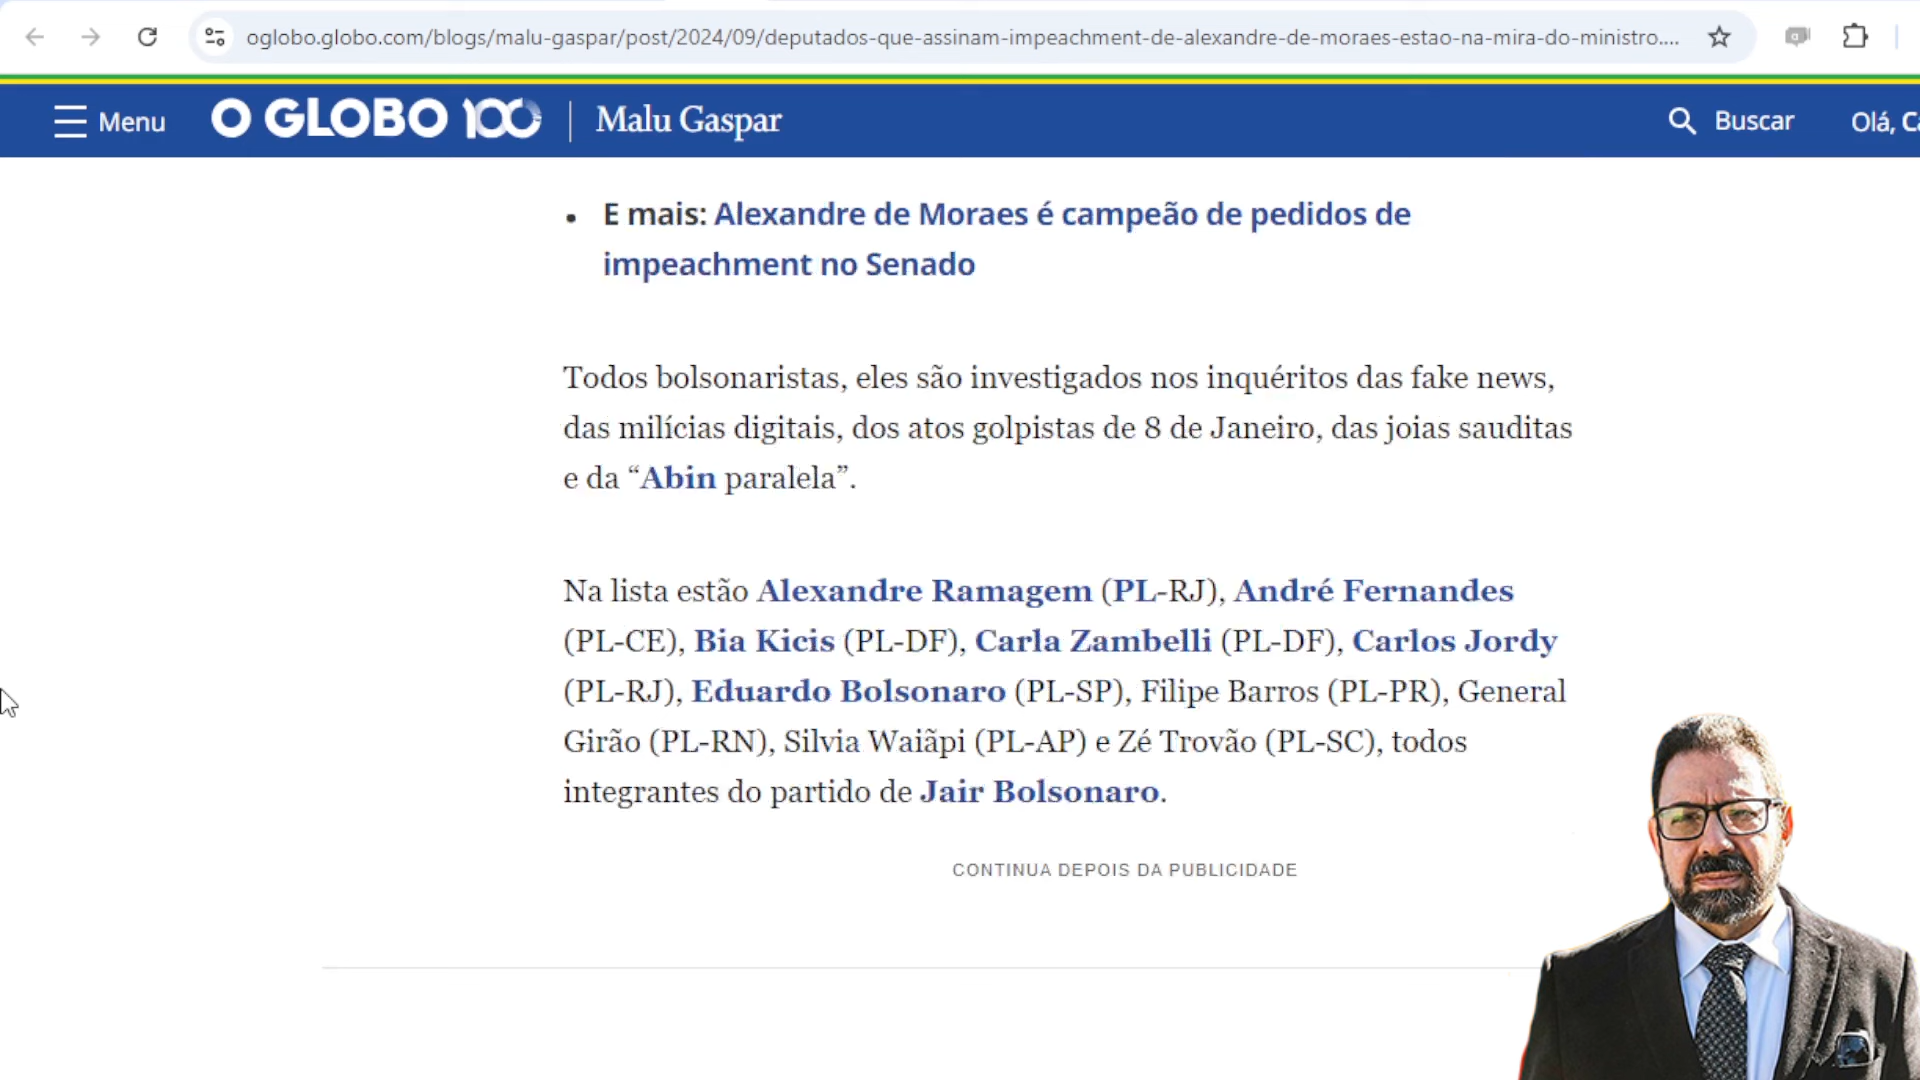 oglobo.globo.com/blogs/malu-gaspar/post/2024/09/deputados-que-assinam-impeachment-de-alexandre-de-moraes-estao-na-mira-do-ministro....
Menu
O GLOBO 100
Malu Gaspar
Buscar
Olá, Ca
• E mais: Alexandre de Moraes é campeão de pedidos de
impeachment no Senado
Todos bolsonaristas, eles são investigados nos inquéritos das fake news,
das milícias digitais, dos atos golpistas de 8 de Janeiro, das joias sauditas
e da “Abin paralela”.
Na lista estão Alexandre Ramagem (PL-RJ), André Fernandes
(PL-CE), Bia Kicis (PL-DF), Carla Zambelli (PL-DF), Carlos Jordy
(PL-RJ), Eduardo Bolsonaro (PL-SP), Filipe Barros (PL-PR), General
Girão (PL-RN), Silvia Waiãpi (PL-AP) e Zé Trovão (PL-SC), todos
integrantes do partido de Jair Bolsonaro.
CONTINUA DEPOIS DA PUBLICIDADE